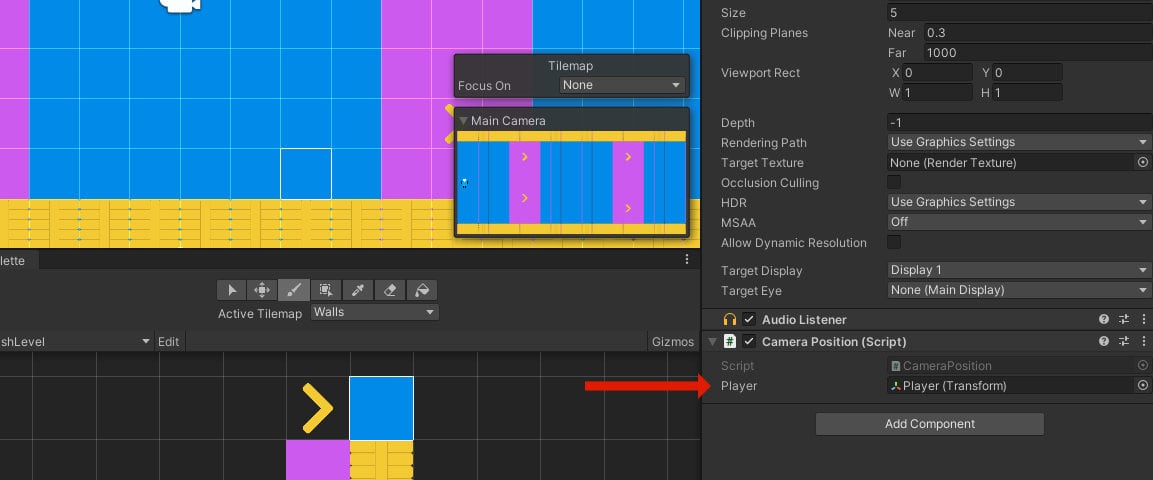 Tilemap
Focus On None
Main Camera
lette
Active Tilemap Walls
shLevel Edit Gizmos
Size 5
Clipping Planes Near 0.3
Far 1000
Viewport Rect X 0 Y 0
W 1 H 1
Depth -1
Rendering Path Use Graphics Settings
Target Texture None (Render Texture)
Occlusion Culling
HDR Use Graphics Settings
MSAA Off
Allow Dynamic Resolution
Target Display Display 1
Target Eye None (Main Display)
Audio Listener
# Camera Position (Script)
Script # CameraPosition
Player Player (Transform)
Add Component